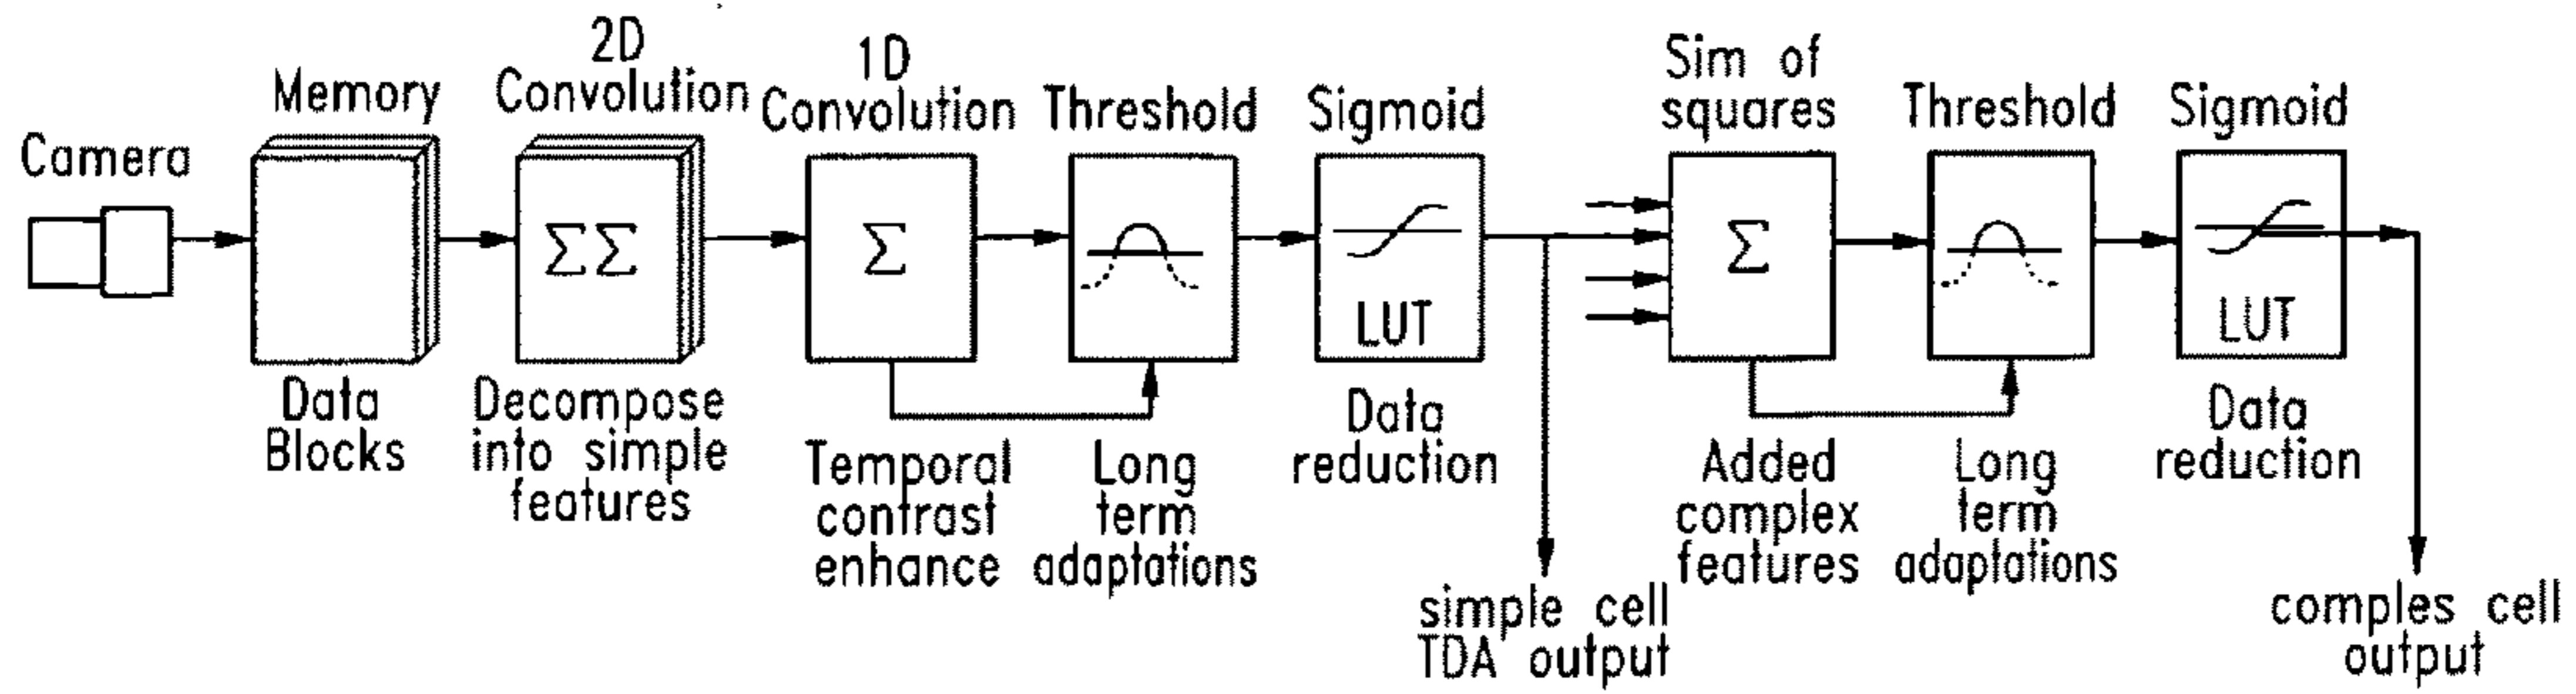 Camera
Memory
Data
Blocks
2D
Convolution
ΣΣ
Decompose
into simple
features
1D
Convolution
Σ
Temporal
contrast
enhance
Threshold
Long
term
adaptations
Sigmoid
LUT
Data
reduction
simple cell
TDA output
Sim of
squares
Σ
Added
complex
features
Threshold
Long
term
adaptations
Sigmoid
LUT
Data
reduction
comples cell
output